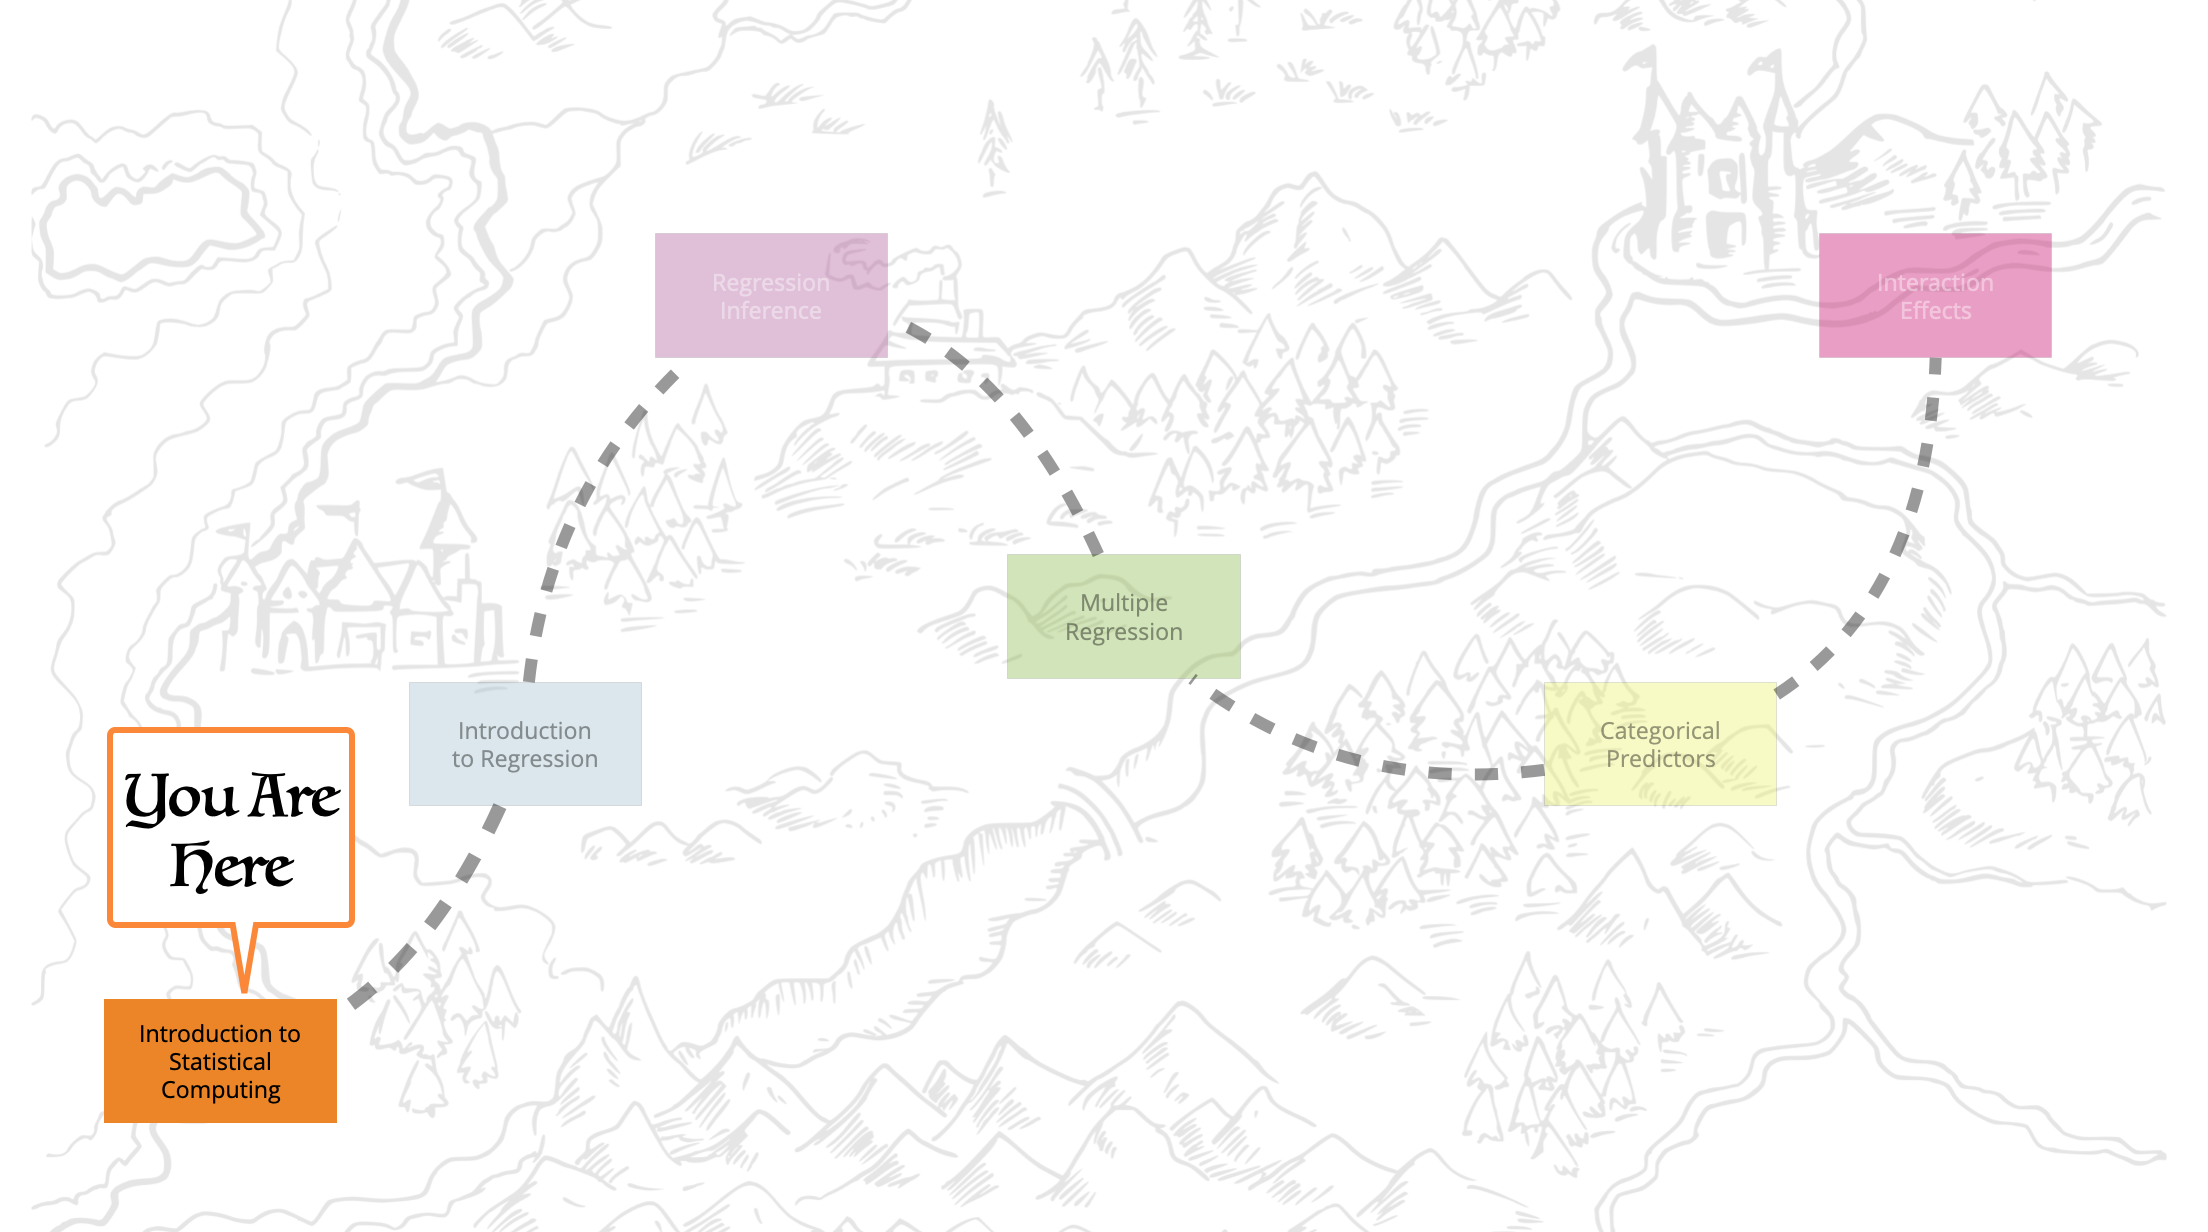 Regression
Inference
Interaction
Effects
Multiple
Regression
Introduction
to Regression
Categorical
Predictors
You Are
Here
Introduction to
Statistical
Computing